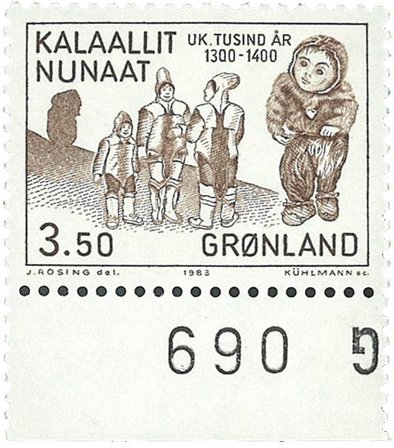 KALAALLIT
NUNAAT
UK. TUSIND ÅR
1300-1400
3.50 GRØNLAND
J. ROSING del. 1983 KÜHLMANN sc.
690 G